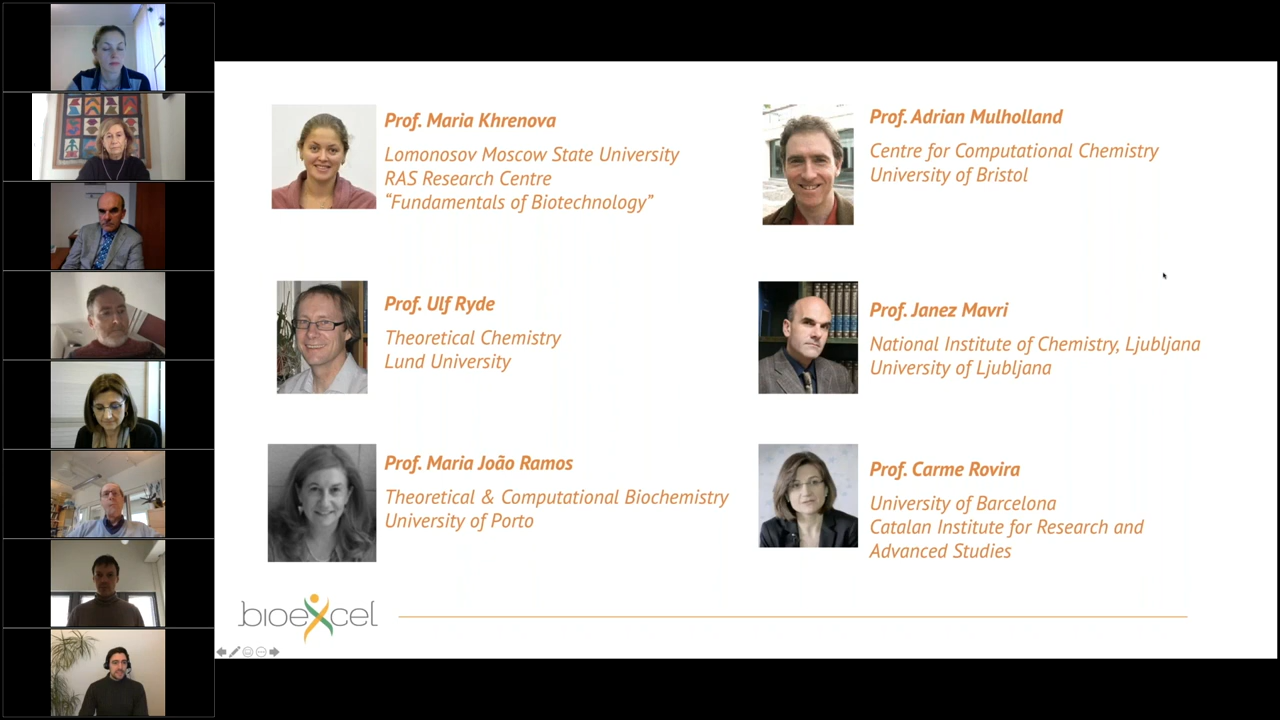 Prof. Maria Khrenova
Lomonosov Moscow State University
RAS Research Centre
“Fundamentals of Biotechnology”
Prof. Adrian Mulholland
Centre for Computational Chemistry
University of Bristol
Prof. Ulf Ryde
Theoretical Chemistry
Lund University
Prof. Janez Mavri
National Institute of Chemistry, Ljubljana
University of Ljubljana
Prof. Maria João Ramos
Theoretical & Computational Biochemistry
University of Porto
Prof. Carme Rovira
University of Barcelona
Catalan Institute for Research and
Advanced Studies
bioexcel